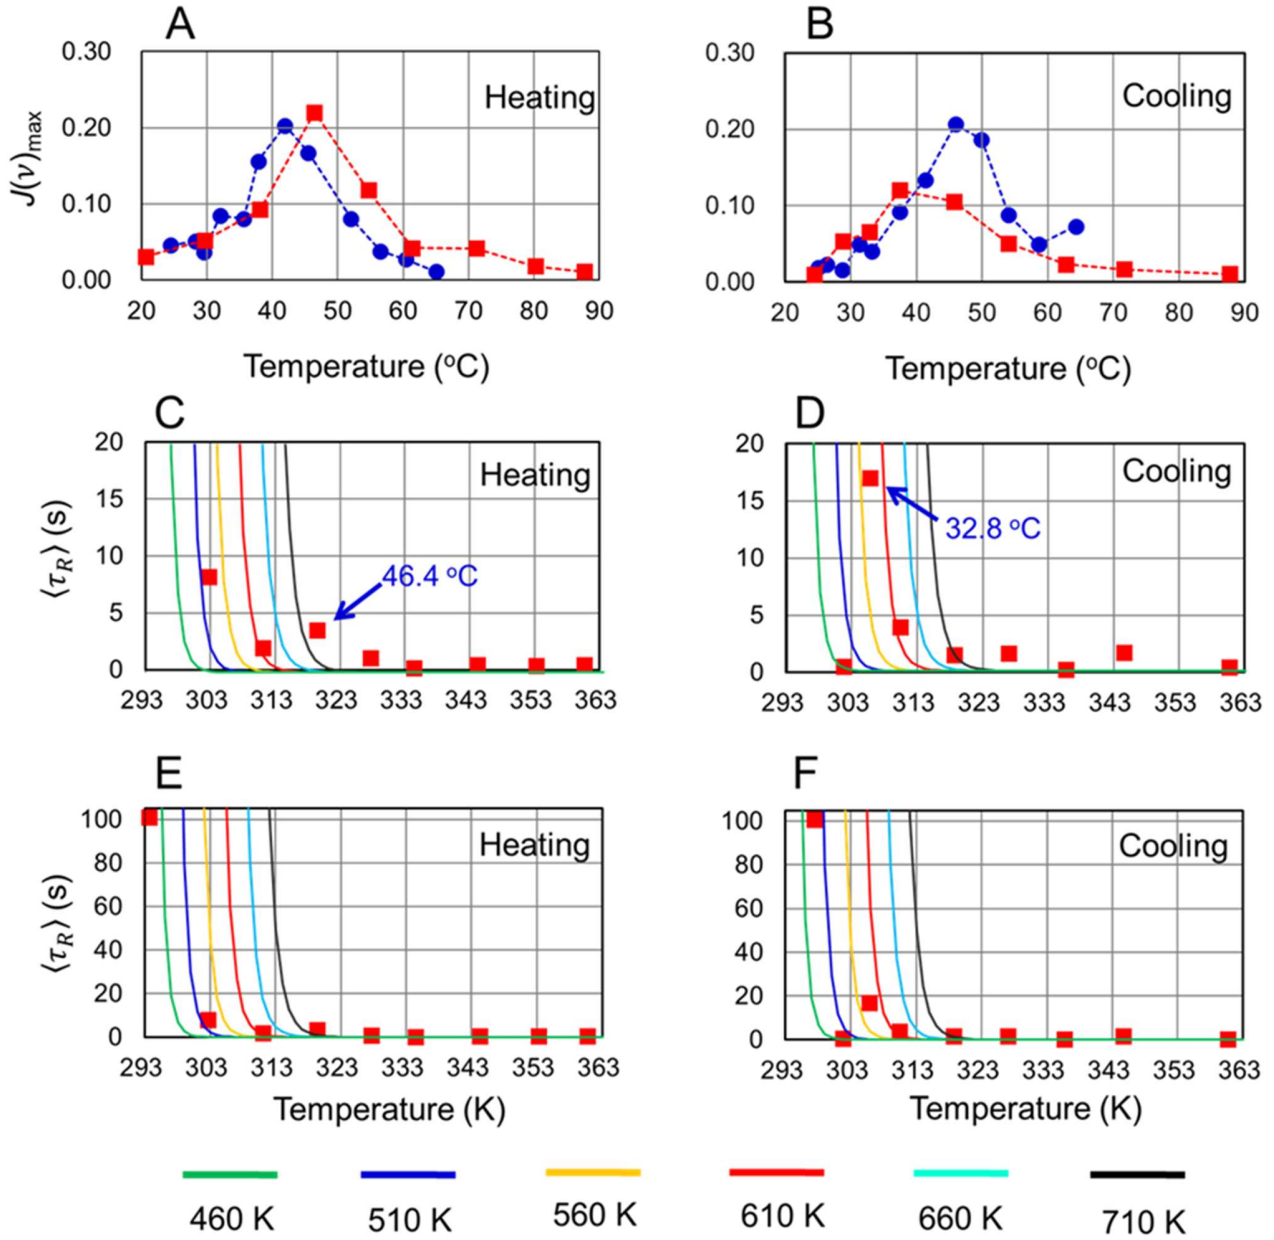 A
B
0.30
0.20
0.10
0.00
J(ν)max
Heating
20 30 40 50 60 70 80 90
Temperature (oC)
0.30
0.20
0.10
0.00
Cooling
20 30 40 50 60 70 80 90
Temperature (oC)
C
D
20
15
10
5
0
⟨τR⟩ (s)
Heating
46.4 oC
293 303 313 323 333 343 353 363
20
15
10
5
0
Cooling
32.8 oC
293 303 313 323 333 343 353 363
E
F
100
80
60
40
20
0
⟨τR⟩ (s)
Heating
293 303 313 323 333 343 353 363
Temperature (K)
100
80
60
40
20
0
Cooling
293 303 313 323 333 343 353 363
Temperature (K)
460 K 510 K 560 K 610 K 660 K 710 K